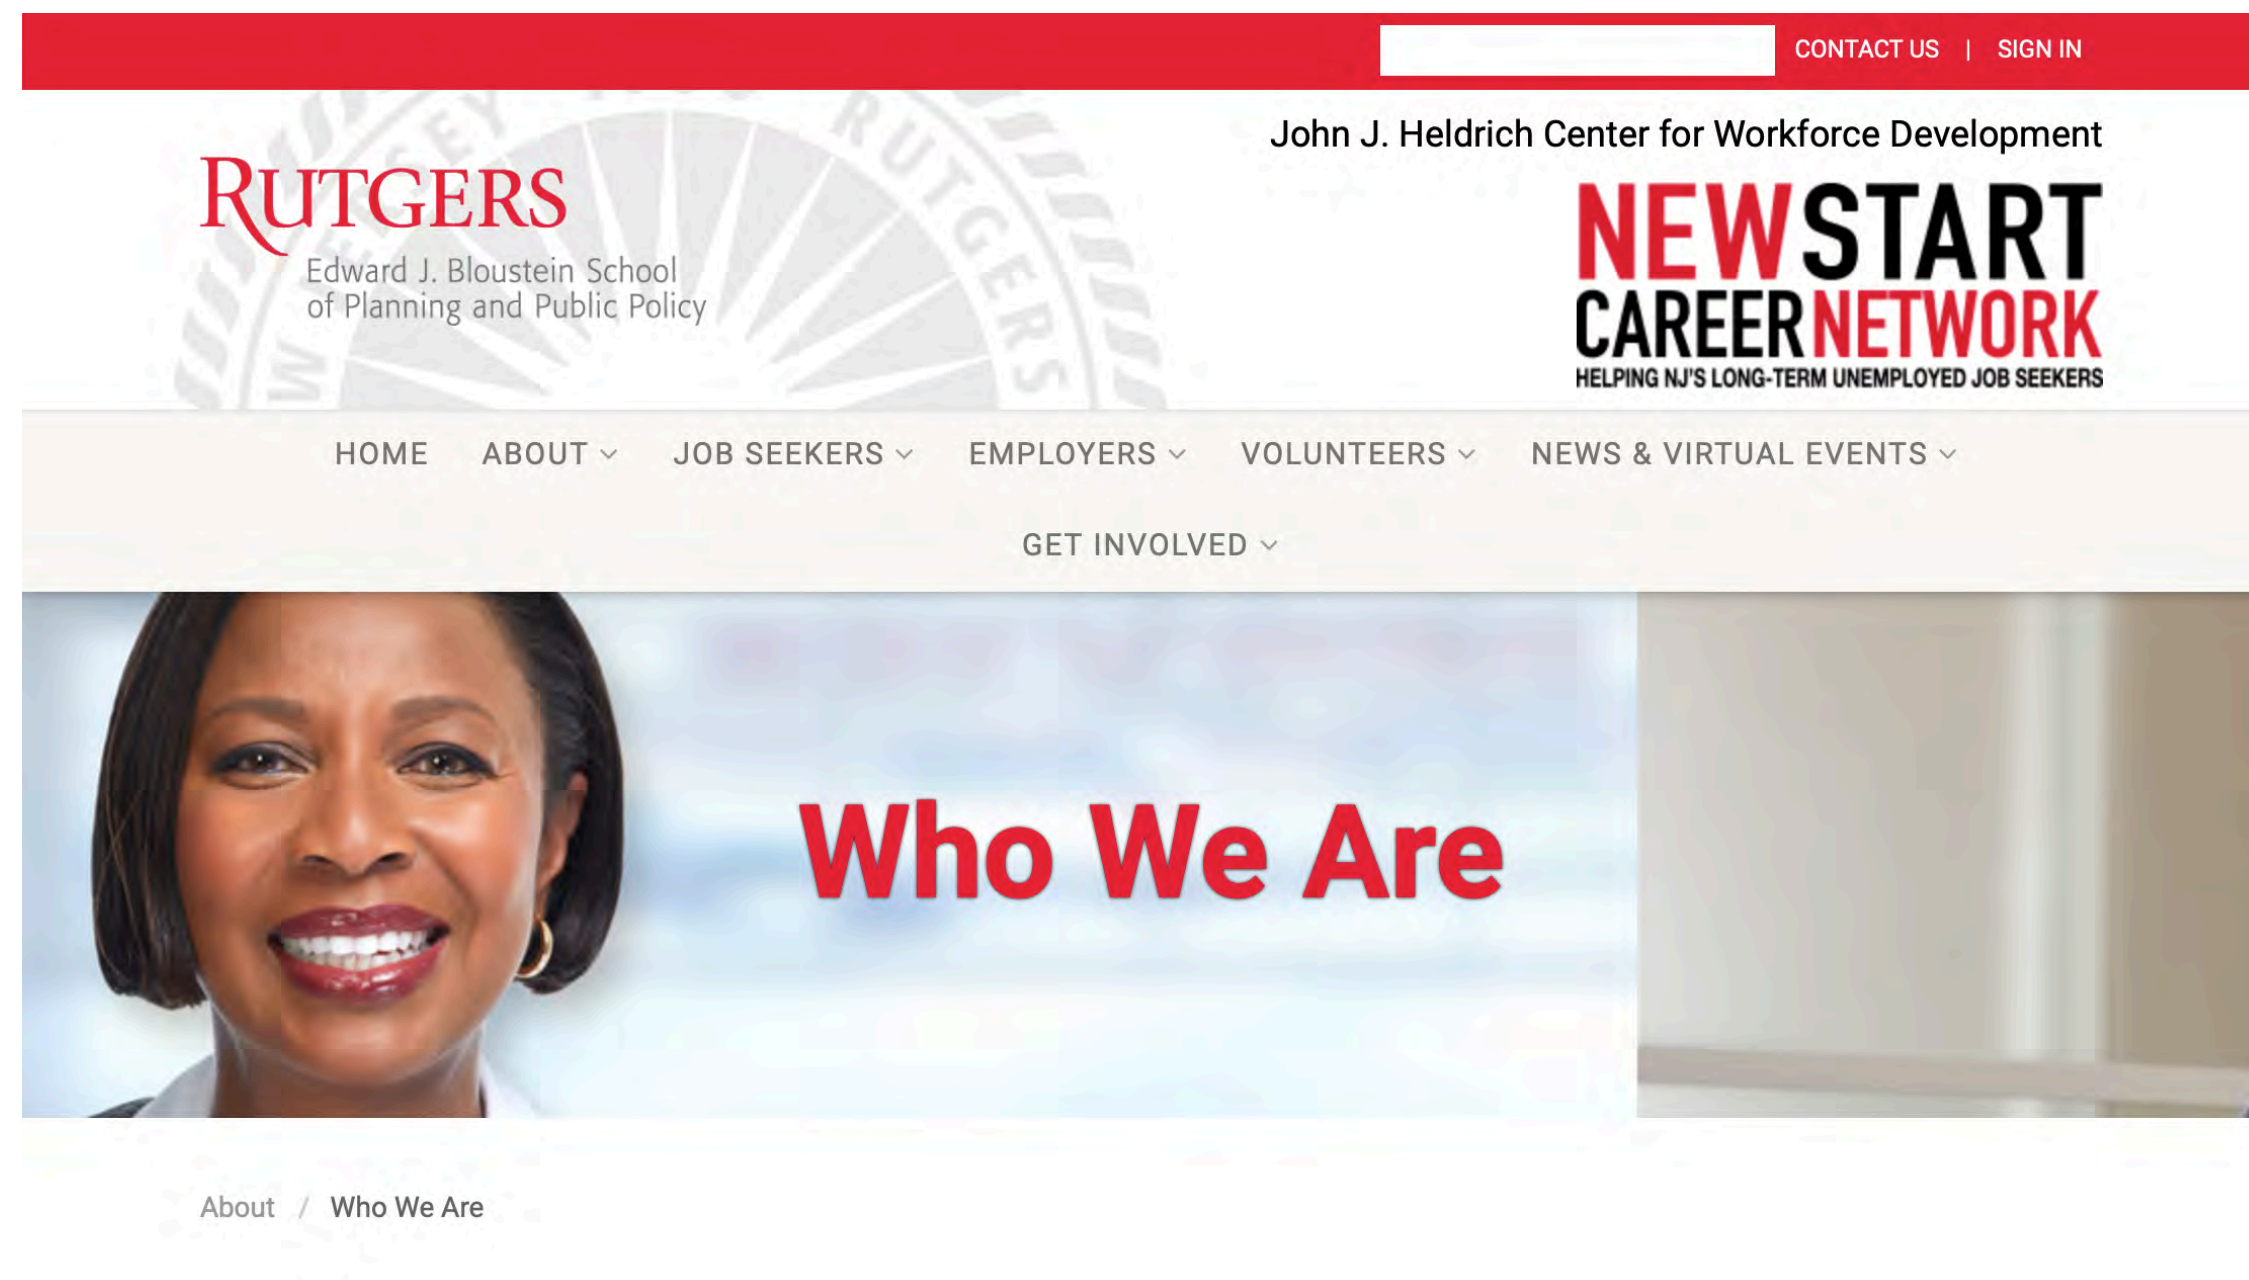 CONTACT US | SIGN IN
John J. Heldrich Center for Workforce Development
RUTGERS
Edward J. Bloustein School
of Planning and Public Policy
NEWSTART
CAREERNETWORK
HELPING NJ'S LONG-TERM UNEMPLOYED JOB SEEKERS
RUTGERS
HOME ABOUT JOB SEEKERS EMPLOYERS VOLUNTEERS NEWS & VIRTUAL EVENTS
GET INVOLVED
Who We Are
About / Who We Are